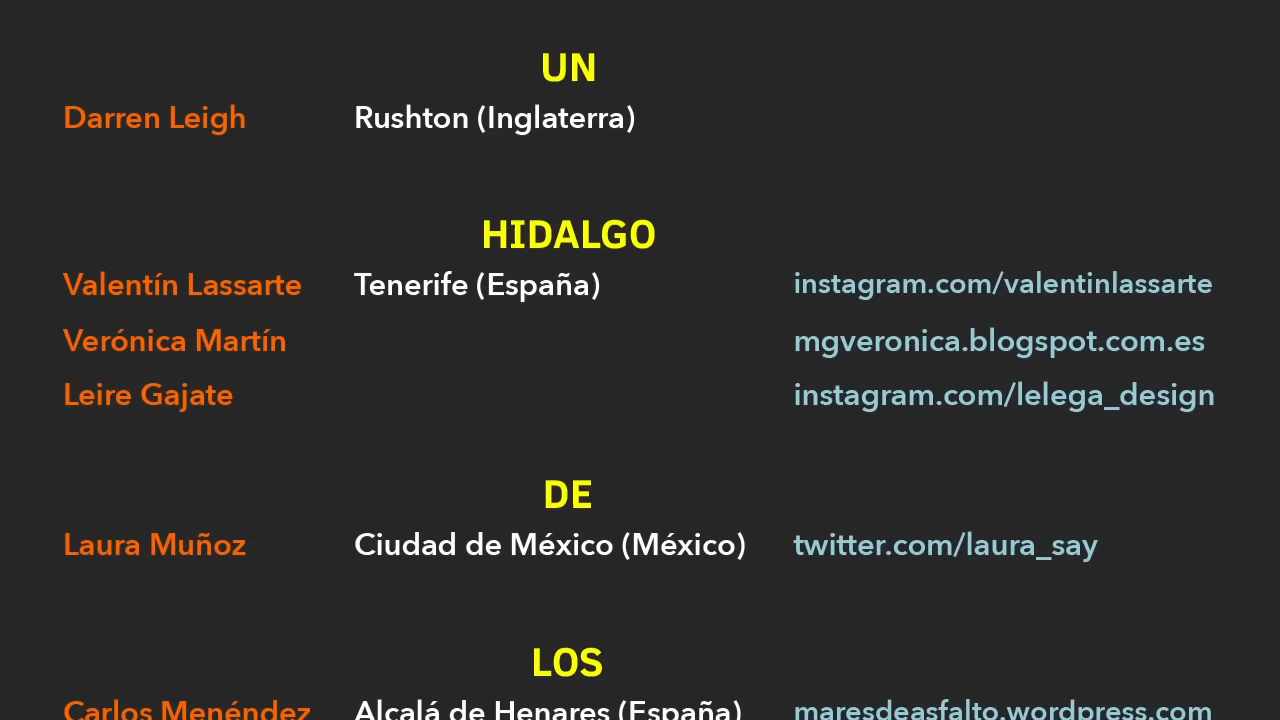 UN
Darren Leigh Rushton (Inglaterra)
HIDALGO
Valentín Lassarte Tenerife (España) instagram.com/valentinlassarte
Verónica Martín mgveronica.blogspot.com.es
Leire Gajate instagram.com/lelega_design
DE
Laura Muñoz Ciudad de México (México) twitter.com/laura_say
LOS
Carlos Menéndez Alcalá de Henares (España) maresdeasfalto.wordpress.com